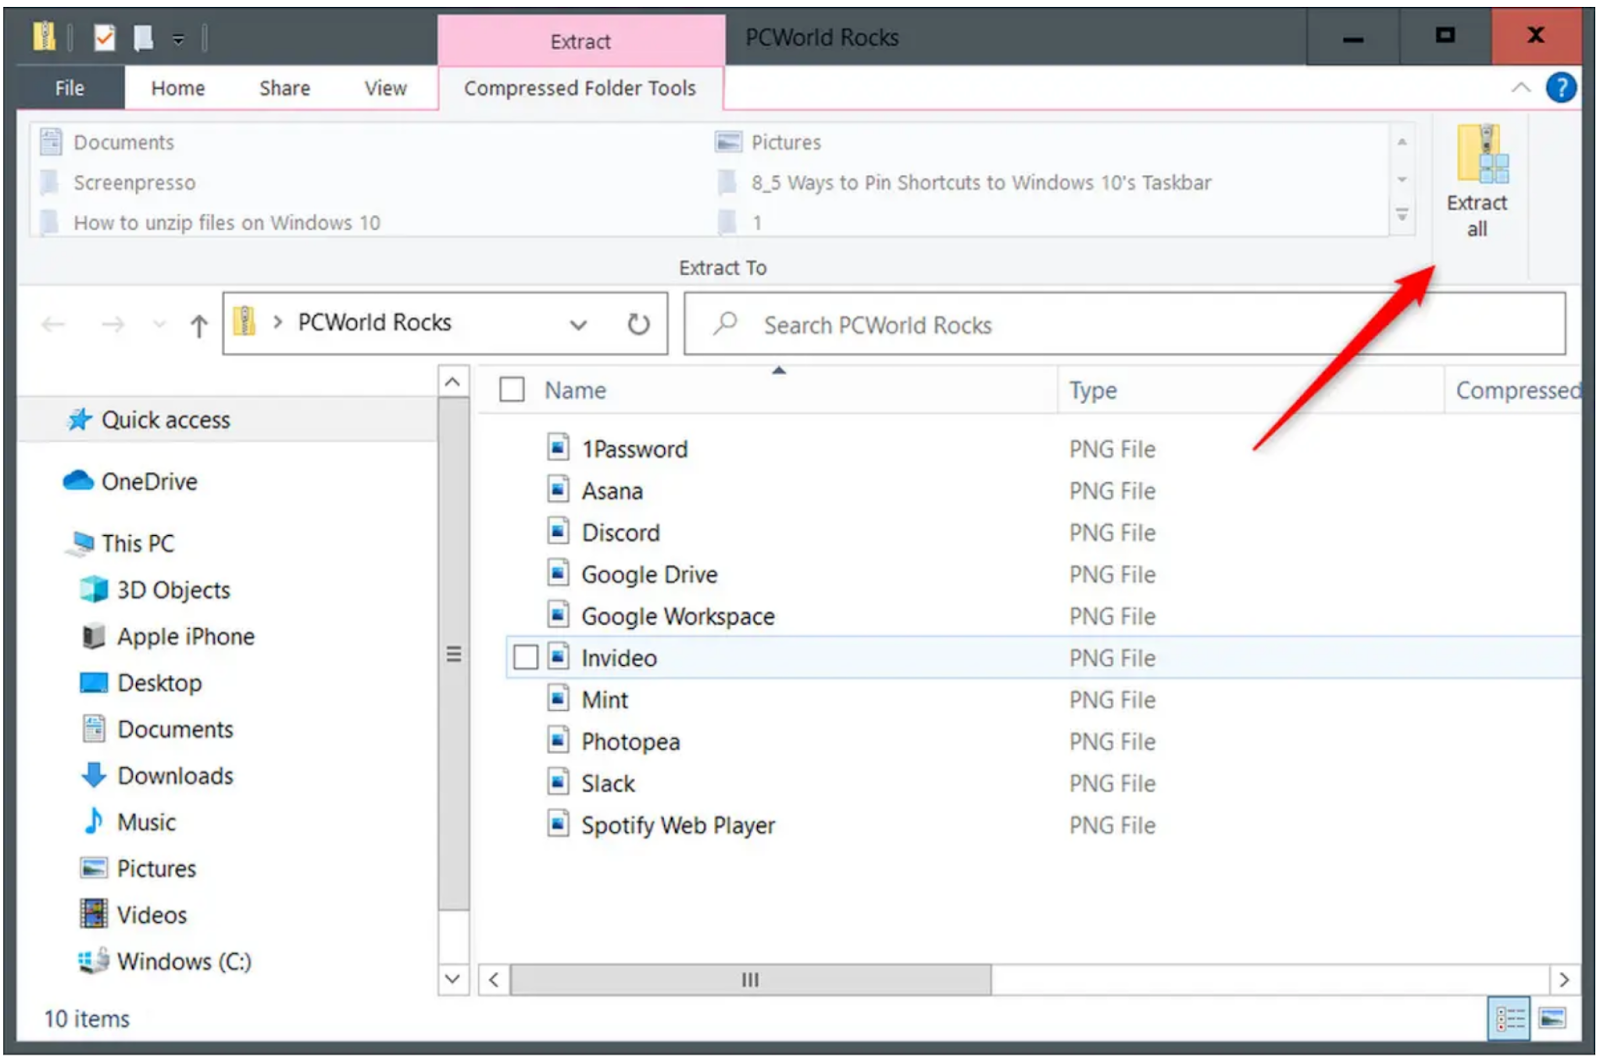 Extract
PCWorld Rocks
File Home Share View Compressed Folder Tools
?
Documents
Pictures
Screenpresso
8_5 Ways to Pin Shortcuts to Windows 10's Taskbar
How to unzip files on Windows 10
1
Extract
all
Extract To
PCWorld Rocks
Search PCWorld Rocks
Name Type Compressed
Quick access
OneDrive
This PC
3D Objects
Apple iPhone
Desktop
Documents
Downloads
Music
Pictures
Videos
Windows (C:)
1Password PNG File
Asana PNG File
Discord PNG File
Google Drive PNG File
Google Workspace PNG File
Invideo PNG File
Mint PNG File
Photopea PNG File
Slack PNG File
Spotify Web Player PNG File
10 items